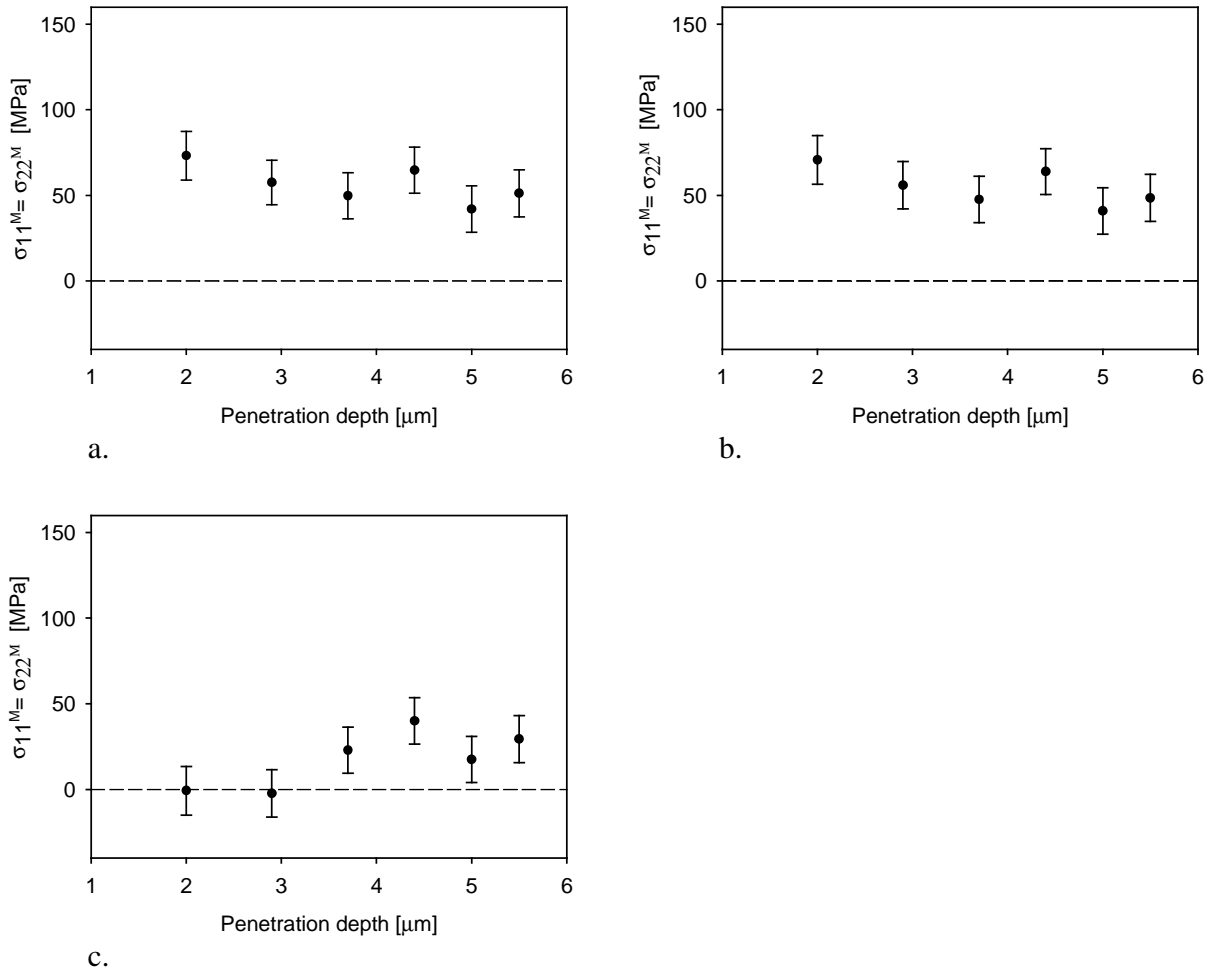 150
100
50
0
σ11ᴹ= σ22ᴹ [MPa]
1 2 3 4 5 6
Penetration depth [μm]
a.
150
100
50
0
σ11ᴹ= σ22ᴹ [MPa]
1 2 3 4 5 6
Penetration depth [μm]
b.
150
100
50
0
σ11ᴹ= σ22ᴹ [MPa]
1 2 3 4 5 6
Penetration depth [μm]
c.